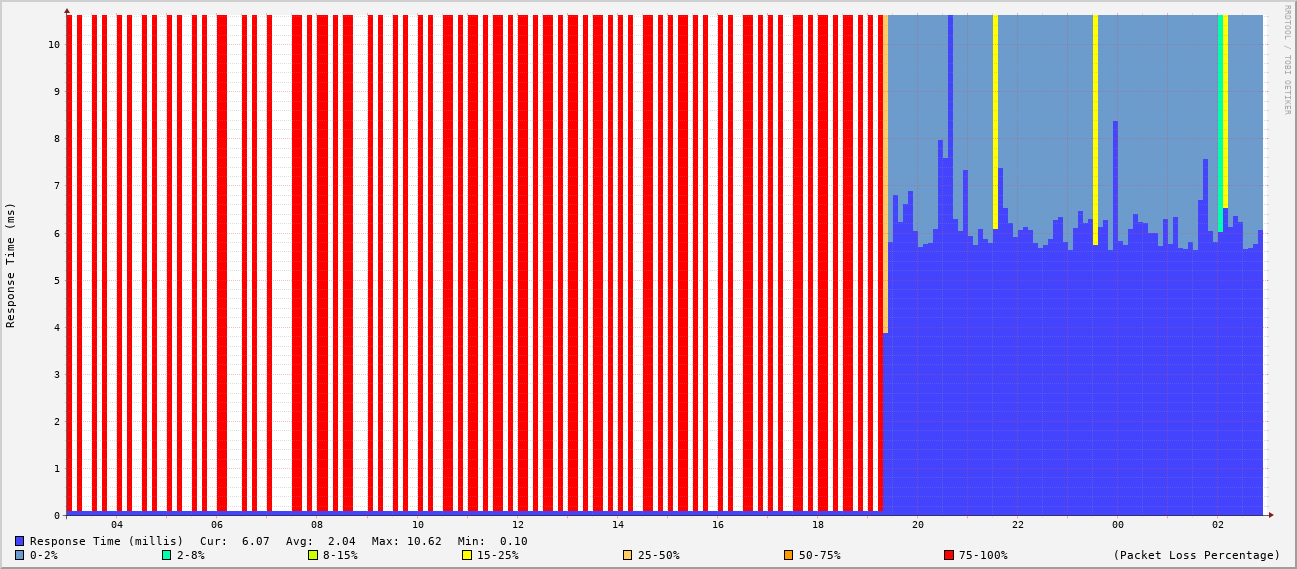 RRDTOOL / TOBI OETIKER
Response Time (ms)
10
9
8
7
6
5
4
3
2
1
0
04 06 08 10 12 14 16 18 20 22 00 02
Response Time (millis) Cur: 6.07 Avg: 2.04 Max: 10.62 Min: 0.10
0-2% 2-8% 8-15% 15-25% 25-50% 50-75% 75-100% (Packet Loss Percentage)